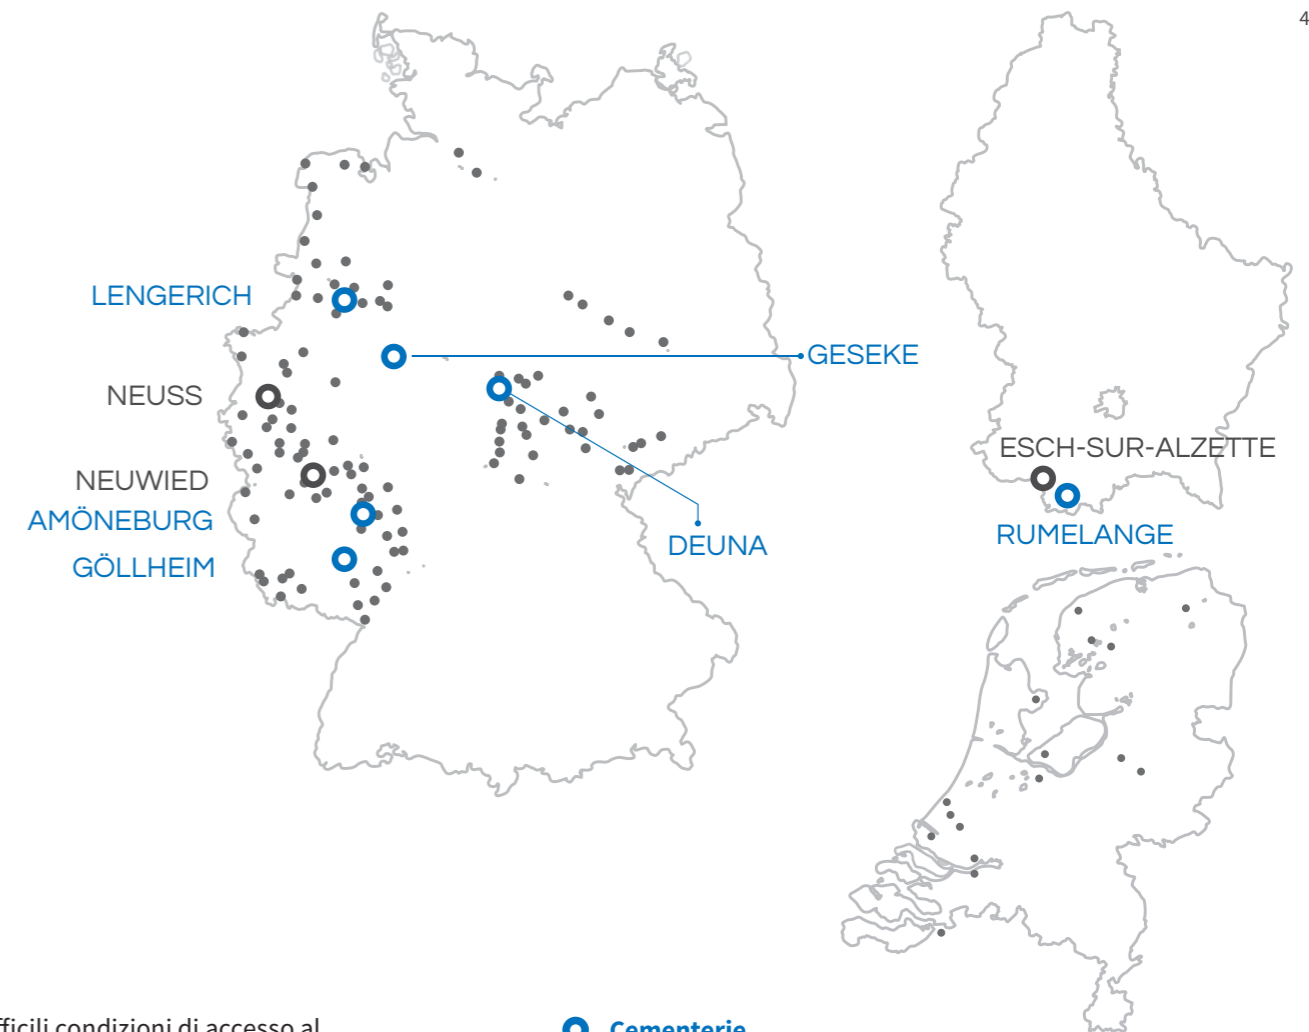 4
LENGERICH
GESEKE
NEUSS
ESCH-SUR-ALZETTE
NEUWIED
AMÖNEBURG
RUMELANGE
DEUNA
GÖLLHEIM
condizioni di accesso al
Cementerie